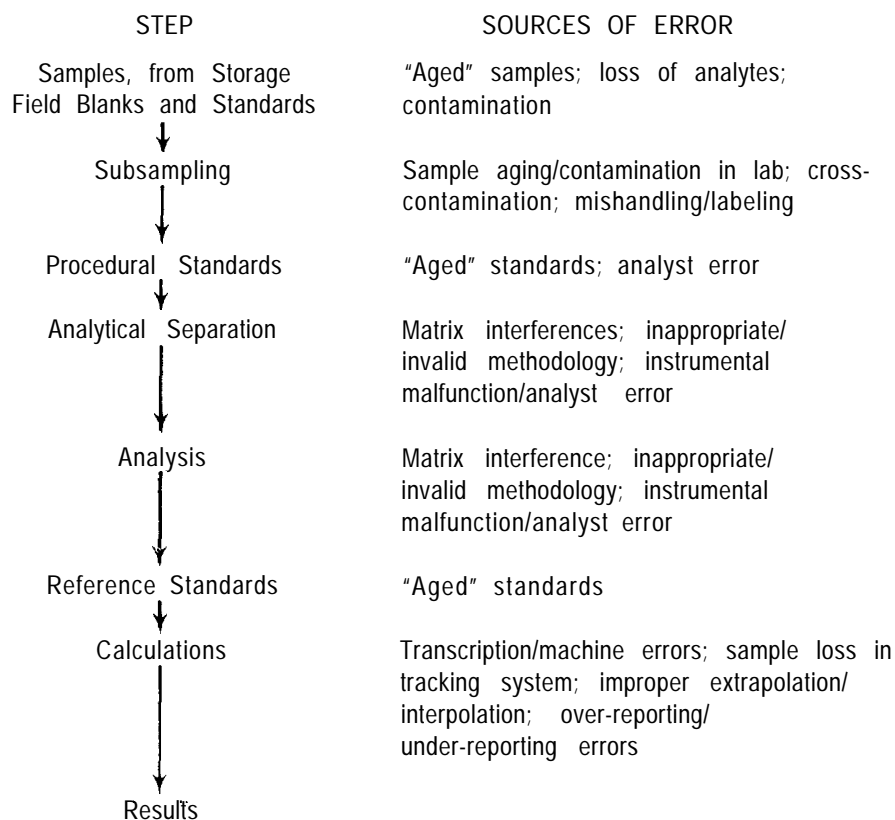 STEP SOURCES OF ERROR
Samples, from Storage "Aged" samples; loss of analytes;
Field Blanks and Standards contamination
Subsampling Sample aging/contamination in lab; cross-
contamination; mishandling/labeling
Procedural Standards "Aged" standards; analyst error
Analytical Separation Matrix interferences; inappropriate/
invalid methodology; instrumental
malfunction/analyst error
Analysis Matrix interference; inappropriate/
invalid methodology; instrumental
malfunction/analyst error
Reference Standards "Aged" standards
Calculations Transcription/machine errors; sample loss in
tracking system; improper extrapolation/
interpolation; over-reporting/
under-reporting errors
Results